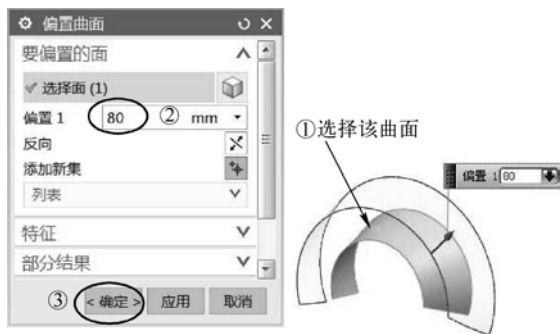 偏置曲面
要偏置的面
选择面 (1)
偏置 1 80 ② mm
反向
添加新集
列表
特征
部分结果
③ < 确定 > 应用 取消
①选择该曲面
偏置 1 80